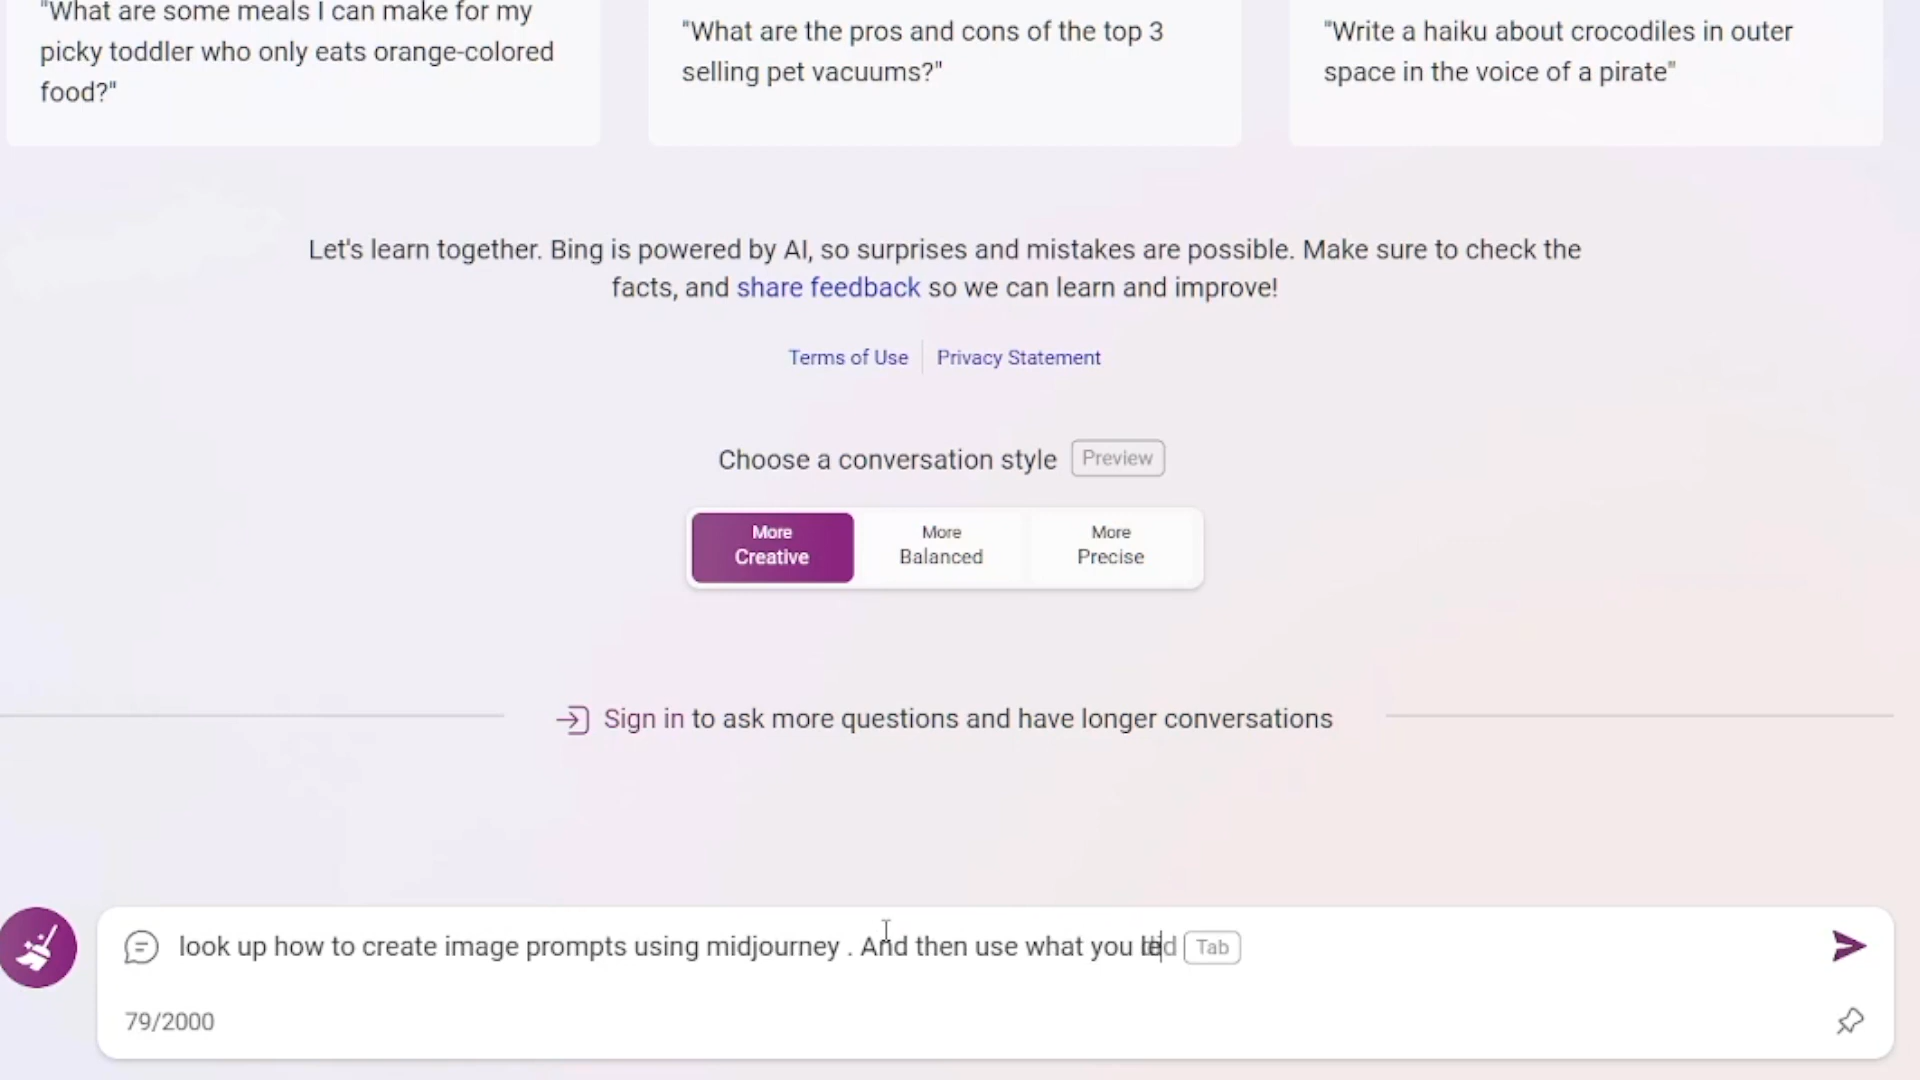 "What are some meals I can make for my
picky toddler who only eats orange-colored
food?"
"What are the pros and cons of the top 3
selling pet vacuums?"
"Write a haiku about crocodiles in outer
space in the voice of a pirate"
Let's learn together. Bing is powered by AI, so surprises and mistakes are possible. Make sure to check the
facts, and share feedback so we can learn and improve!
Terms of Use Privacy Statement
Choose a conversation style Preview
More
Creative
More
Balanced
More
Precise
Sign in to ask more questions and have longer conversations
look up how to create image prompts using midjourney . And then use what you Tab
79/2000